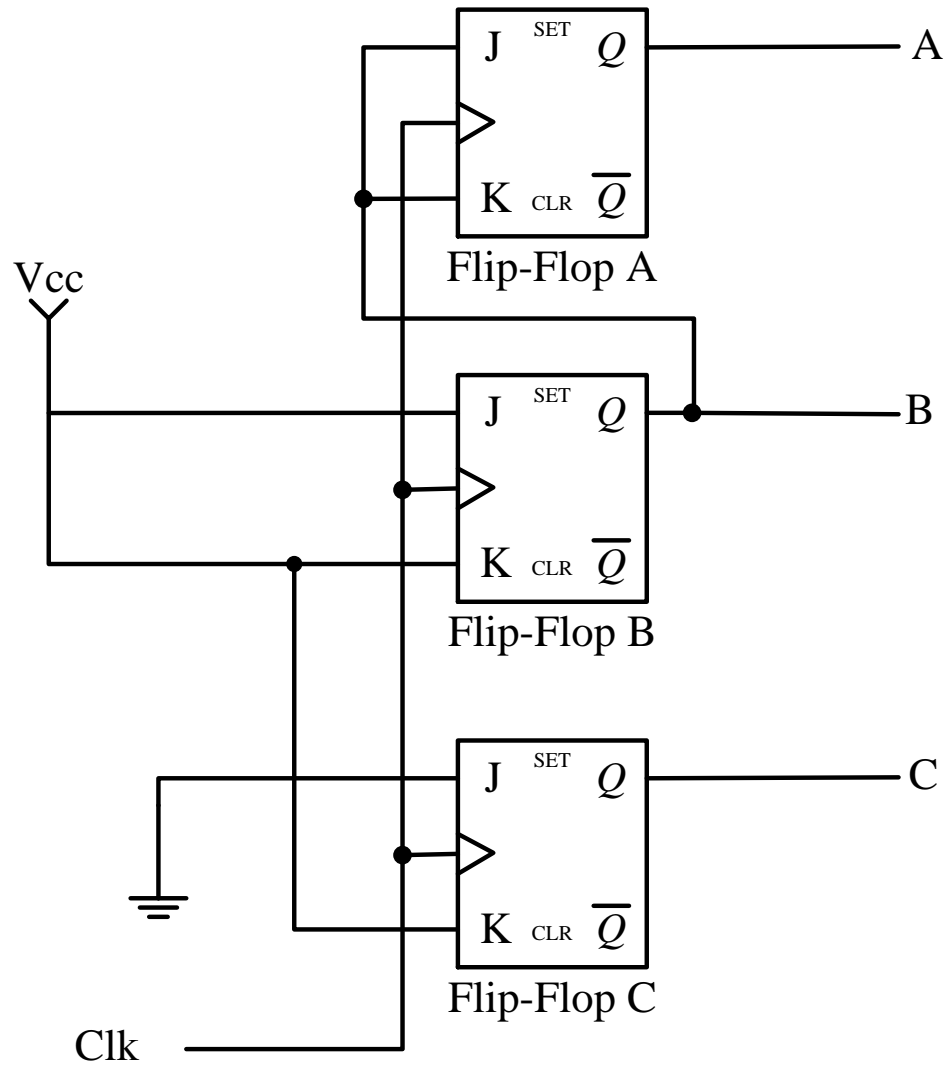 J SET Q A
K CLR Q
Flip-Flop A
Vcc
J SET Q B
K CLR Q
Flip-Flop B
J SET Q C
K CLR Q
Flip-Flop C
Clk